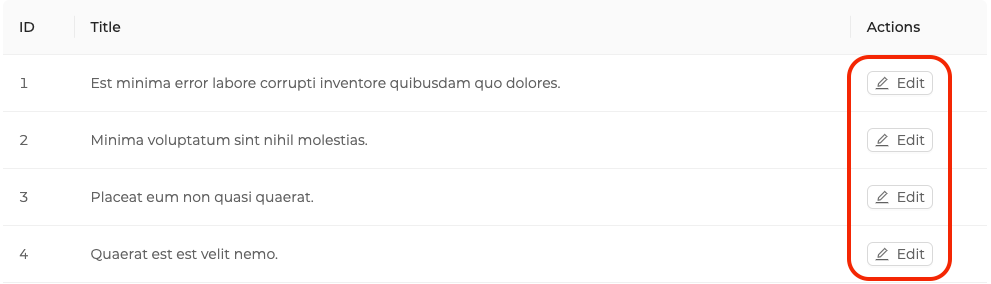 ID Title Actions
1 Est minima error labore corrupti inventore quibusdam quo dolores. Edit
2 Minima voluptatum sint nihil molestias. Edit
3 Placeat eum non quasi quaerat. Edit
4 Quaerat est est velit nemo. Edit